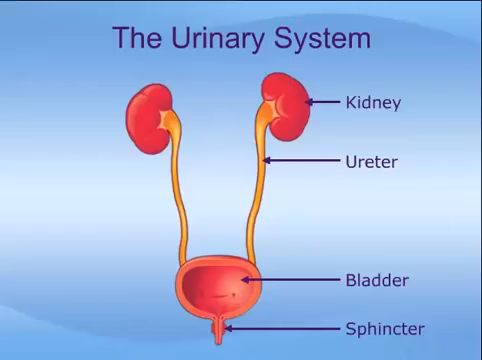 The Urinary System
Kidney
Ureter
Bladder
Sphincter